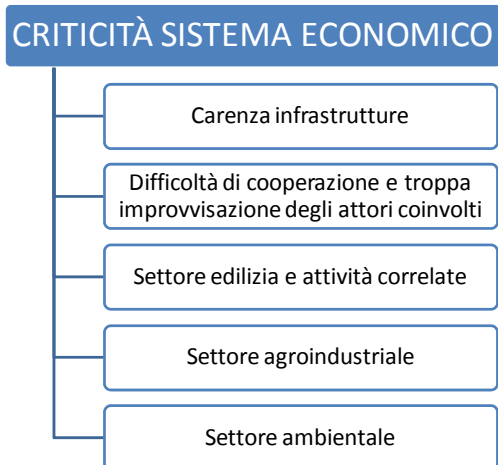 CRITICITÀ SISTEMA ECONOMICO
Carenza infrastrutture
Difficoltà di cooperazione e troppa
improvvisazione degli attori coinvolti
Settore edilizia e attività correlate
Settore agroindustriale
Settore ambientale